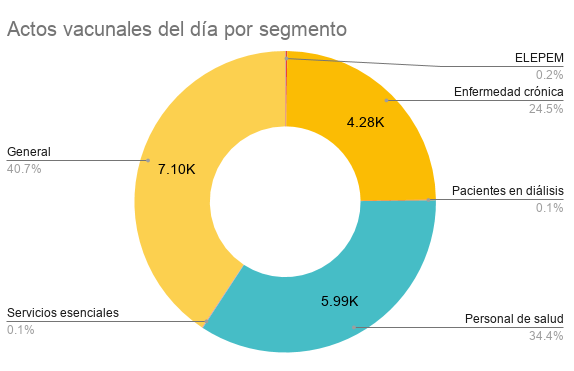 Actos vacunales del día por segmento
ELEPEM
0.2%
Enfermedad crónica
24.5%
4.28K
General
40.7%
7.10K
Pacientes en diálisis
0.1%
5.99K
Servicios esenciales
0.1%
Personal de salud
34.4%